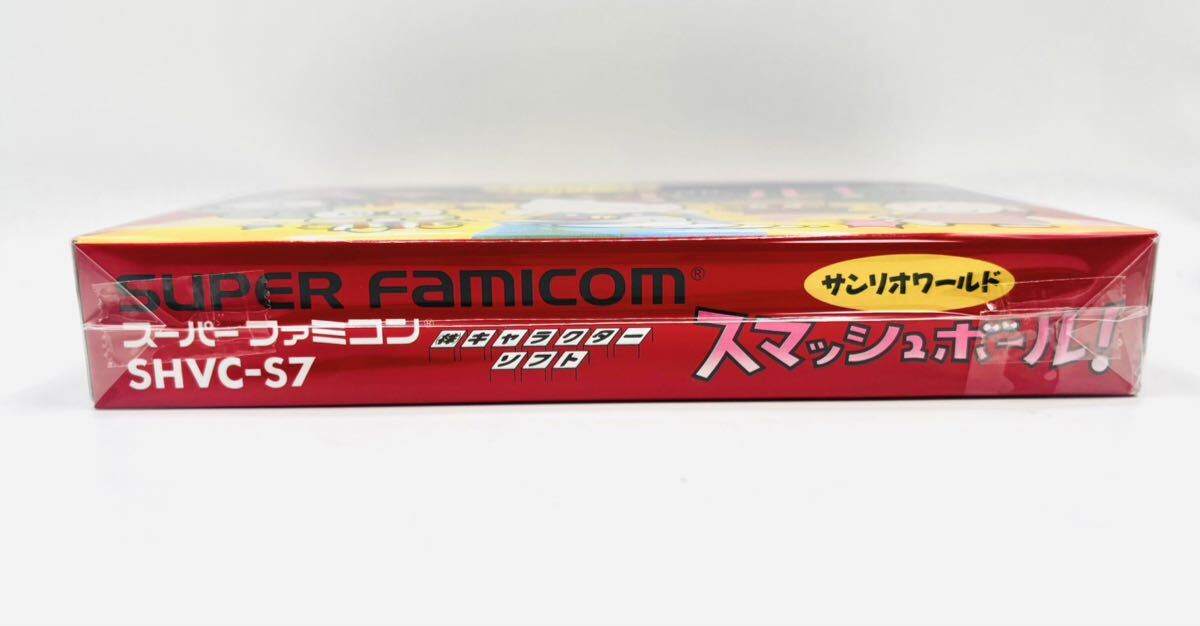 SUPER FAMICOM®
スーパーファミコン
SHVC-S7
㈱キャラクター
ソフト
サンリオワールド
スマッシュボール!